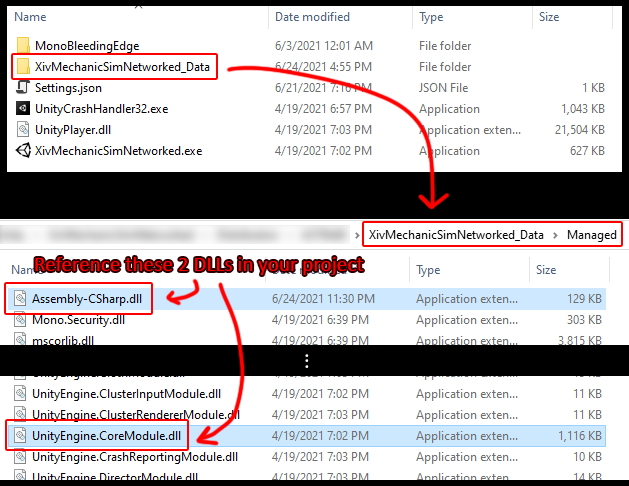 Name Date modified Type Size
MonoBleedingEdge 6/3/2021 12:01 AM File folder
XivMechanicSimNetworked_Data 6/24/2021 4:55 PM File folder
Settings.json 6/21/2021 7:16 PM JSON File 1 KB
UnityCrashHandler32.exe 4/19/2021 6:57 PM Application 1,043 KB
UnityPlayer.dll 4/19/2021 7:03 PM Application exten... 21,504 KB
XivMechanicSimNetworked.exe 4/19/2021 7:02 PM Application 627 KB
XivMechanicSimNetworked_Data > Managed
Reference these 2 DLLs in your project
Name Date modified Type Size
Assembly-CSharp.dll 6/24/2021 11:30 PM Application exten... 129 KB
Mono.Security.dll 4/19/2021 6:39 PM Application exten... 303 KB
mscorlib.dll 4/19/2021 6:39 PM Application exten... 3,815 KB
UnityEngine.ClusterInputModule.dll 4/19/2021 7:02 PM Application exten... 11 KB
UnityEngine.ClusterRendererModule.dll 4/19/2021 7:03 PM Application exten... 11 KB
UnityEngine.CoreModule.dll 4/19/2021 7:02 PM Application exten... 1,116 KB
UnityEngine.CrashReportingModule.dll 4/19/2021 7:03 PM Application exten... 10 KB
UnityEngine.DirectorModule.dll 4/19/2021 7:03 PM Application exten... 14 KB